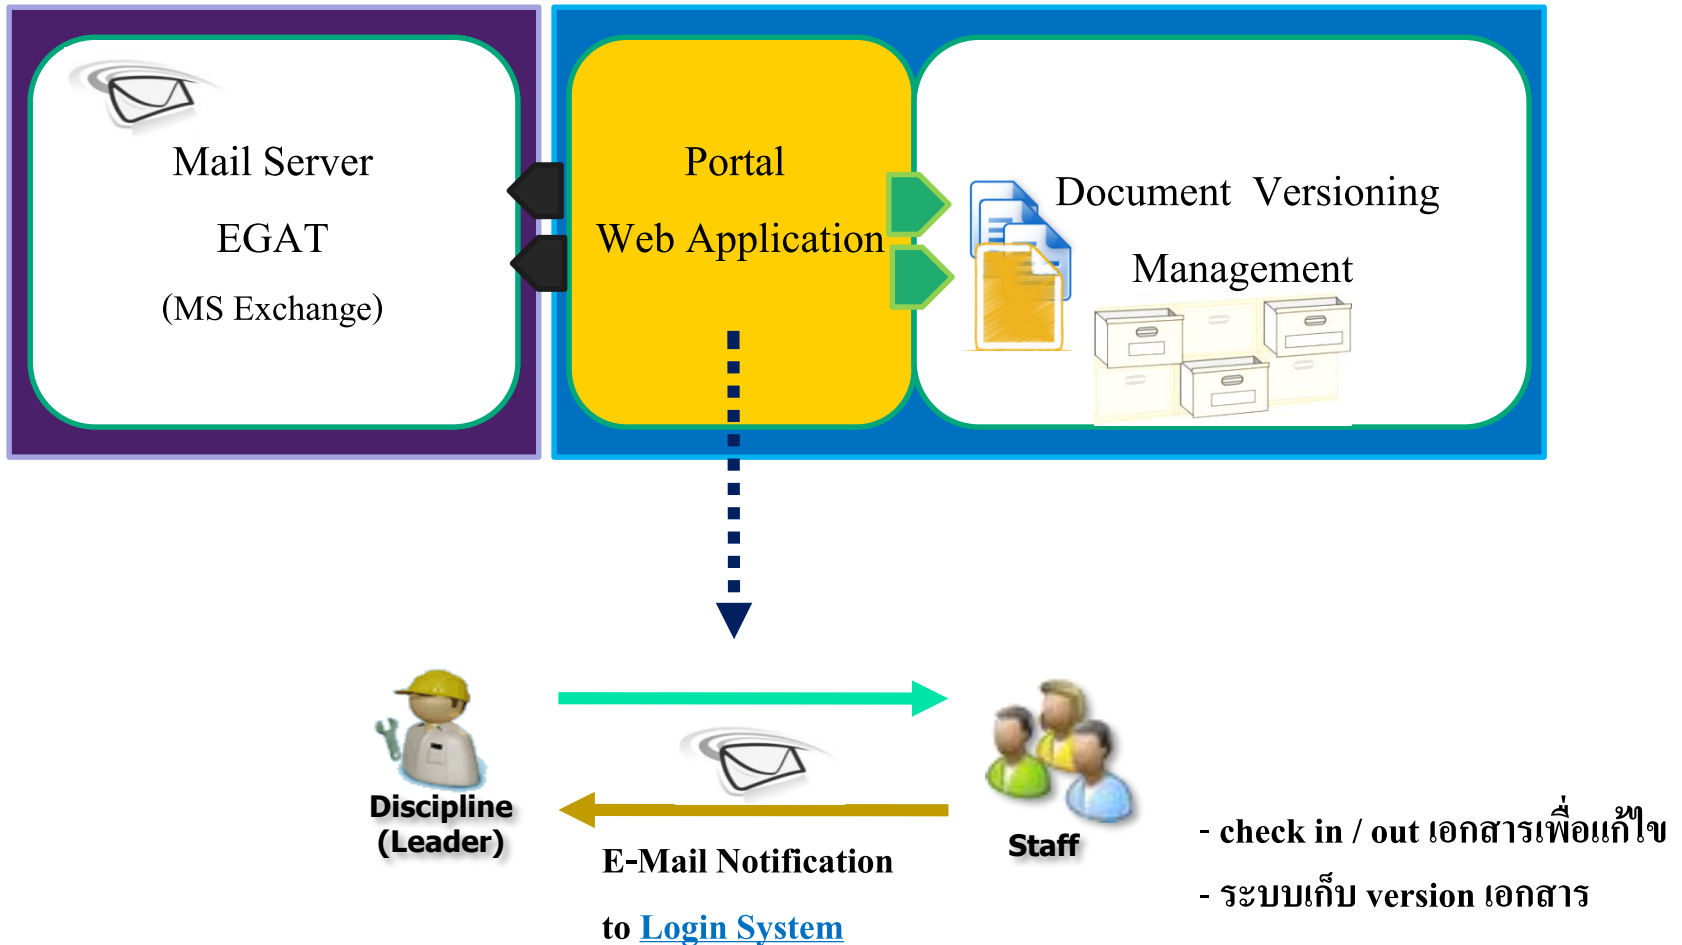 Mail Server
EGAT
(MS Exchange)
Portal
Web Application
Document Versioning
Management
Discipline
(Leader)
E-Mail Notification
to Login System
Staff
- check in / out เอกสารเพื่อแก้ไข
- ระบบเก็บ version เอกสาร